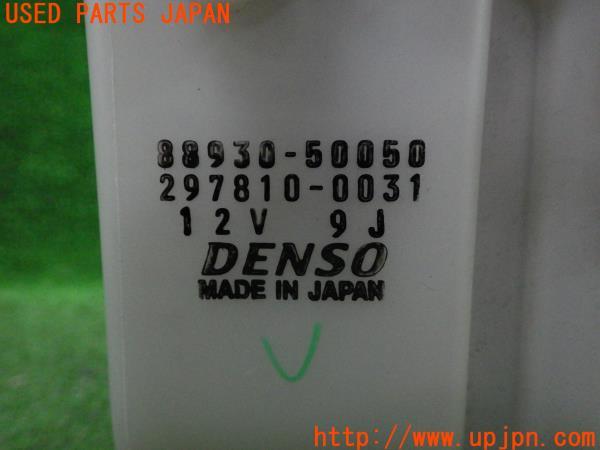 USED PARTS JAPAN
88930-50050
297810-0031
12V 9J
DENSO
MADE IN JAPAN
http://www.upjpn.com/